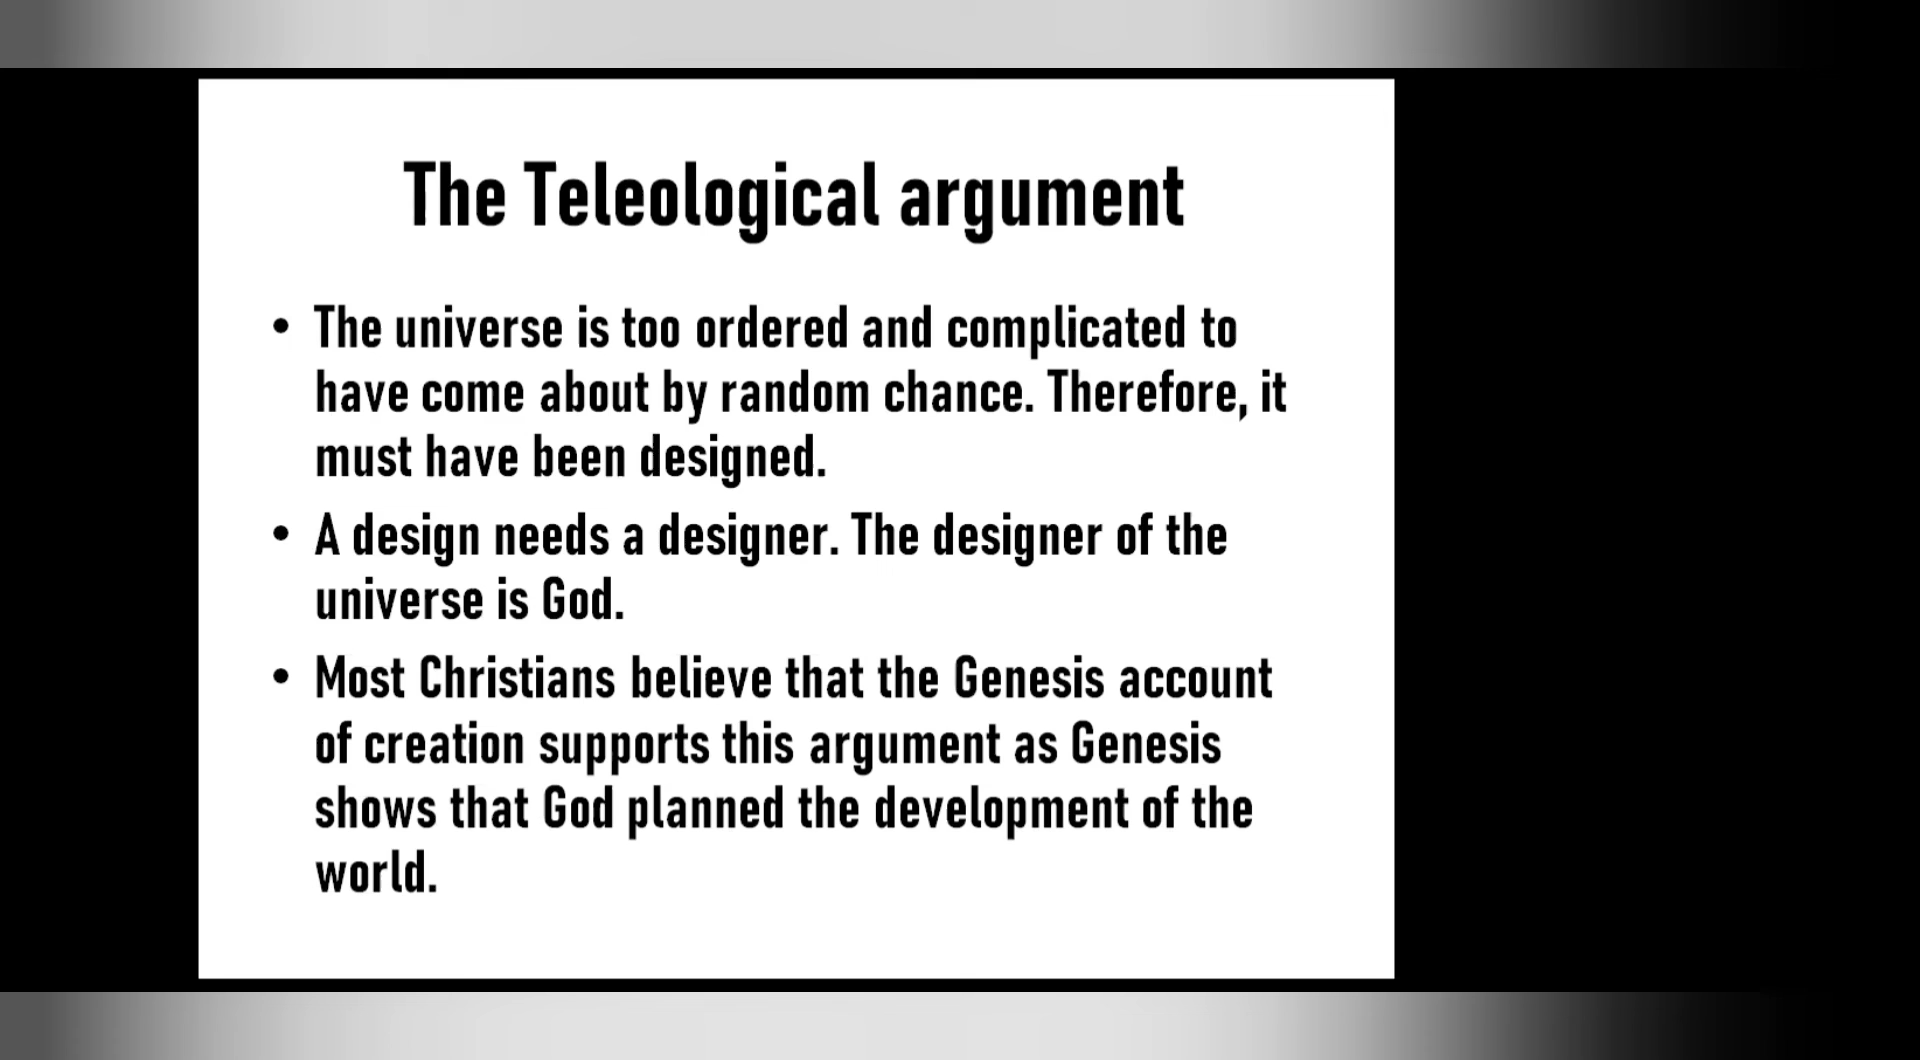 The Teleological argument
• The universe is too ordered and complicated to
have come about by random chance. Therefore, it
must have been designed.
• A design needs a designer. The designer of the
universe is God.
• Most Christians believe that the Genesis account
of creation supports this argument as Genesis
shows that God planned the development of the
world.